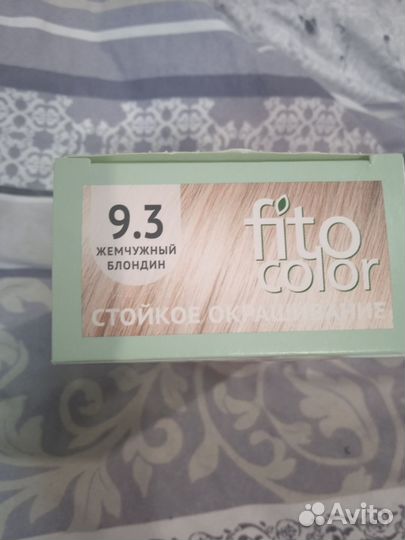 9.3
ЖЕМЧУЖНЫЙ
БЛОНДИН
fito
color
СТОЙКОЕ ОКРАШИВАНИЕ
Avito